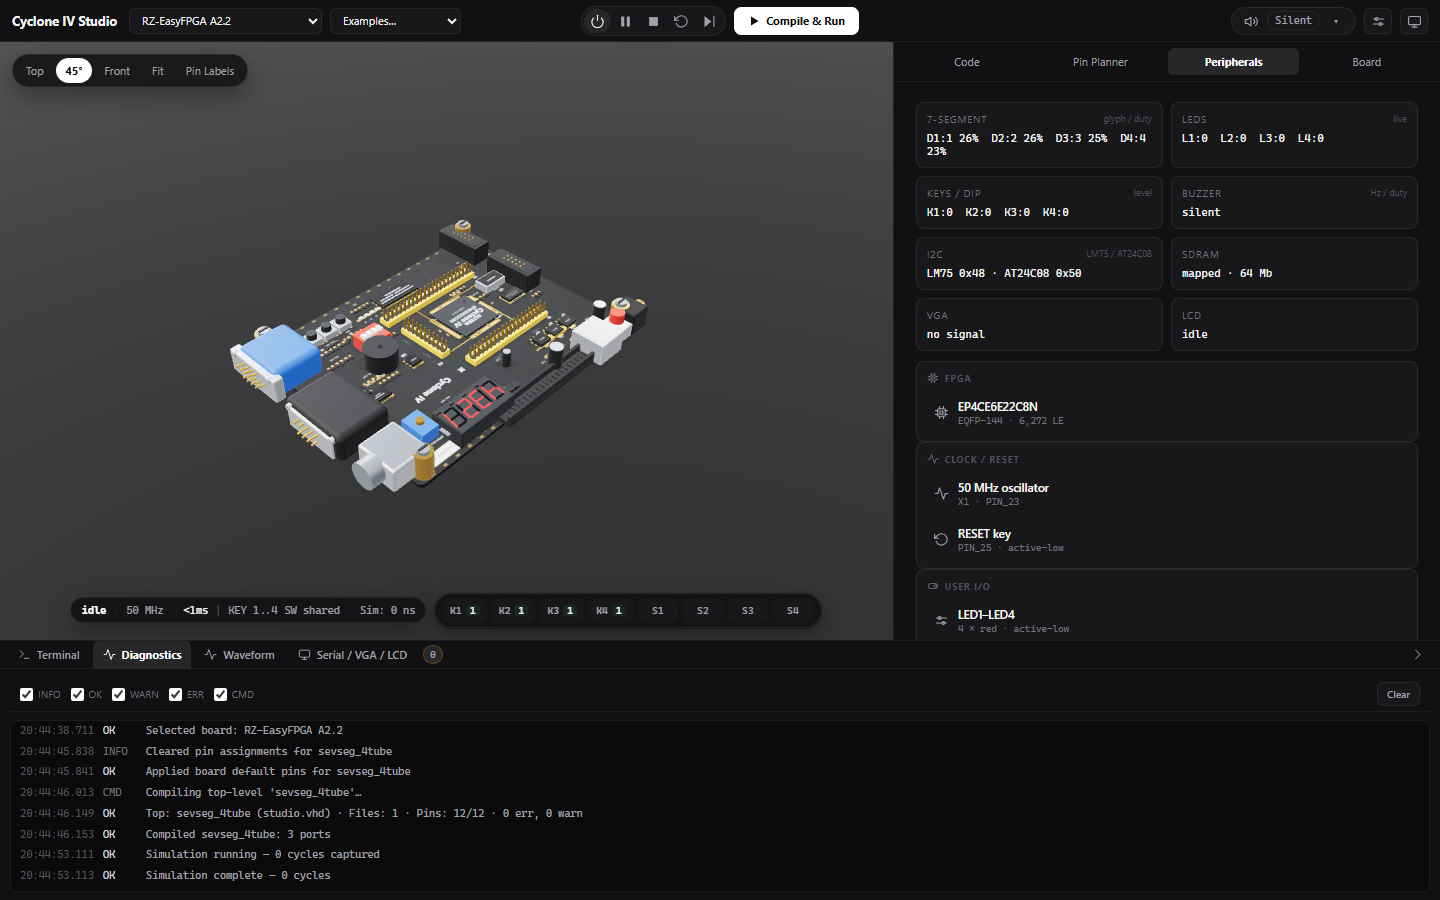 Cyclone IV Studio
RZ-EasyFPGA A2.2
Examples...
Compile & Run
Silent
Top
45°
Front
Fit
Pin Labels
Code
Pin Planner
Peripherals
Board
7-SEGMENT
glyph / duty
D1:1 26% D2:2 26% D3:3 25% D4:4
23%
LEDS
live
L1:0 L2:0 L3:0 L4:0
KEYS / DIP
level
K1:0 K2:0 K3:0 K4:0
BUZZER
Hz / duty
silent
I2C
LM75 / AT24C08
LM75 0x48 · AT24C08 0x50
SDRAM
mapped · 64 Mb
VGA
no signal
LCD
idle
FPGA
EP4CE6E22C8N
EQFP-144 · 6,272 LE
CLOCK / RESET
50 MHz oscillator
X1 · PIN_23
RESET key
PIN_25 · active-low
USER I/O
LED1–LED4
4 × red · active-low
Cyclone IV
Cyclone IV
idle · 50 MHz · <1ms | KEY 1..4 SW shared · Sim: 0 ns
K1 1
K2 1
K3 1
K4 1
S1
S2
S3
S4
Terminal
Diagnostics
Waveform
Serial / VGA / LCD
0
INFO
OK
WARN
ERR
CMD
Clear
20:44:38.711 OK Selected board: RZ-EasyFPGA A2.2
20:44:45.838 INFO Cleared pin assignments for sevseg_4tube
20:44:45.841 OK Applied board default pins for sevseg_4tube
20:44:46.013 CMD Compiling top-level 'sevseg_4tube'…
20:44:46.149 OK Top: sevseg_4tube (studio.vhd) · Files: 1 · Pins: 12/12 · 0 err, 0 warn
20:44:46.153 OK Compiled sevseg_4tube: 3 ports
20:44:53.111 OK Simulation running — 0 cycles captured
20:44:53.113 OK Simulation complete — 0 cycles